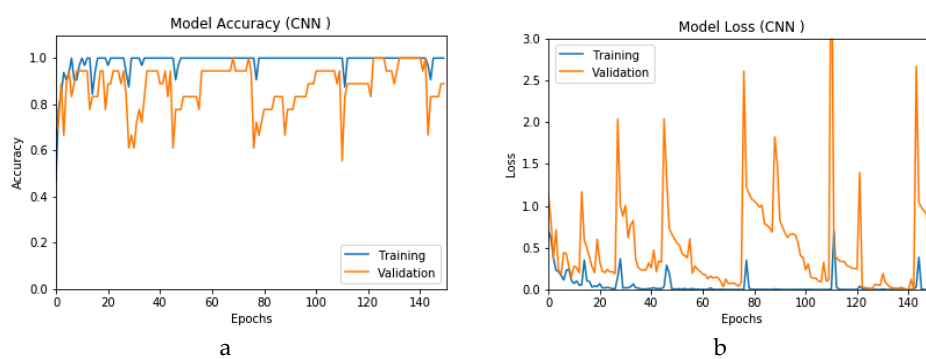 Model Accuracy (CNN )
1.0
0.8
0.6
0.4
0.2
0.0
Accuracy
0 20 40 60 80 100 120 140
Epochs
Training
Validation
a
Model Loss (CNN )
3.0
2.5
2.0
1.5
1.0
0.5
0.0
Loss
0 20 40 60 80 100 120 140
Epochs
Training
Validation
b